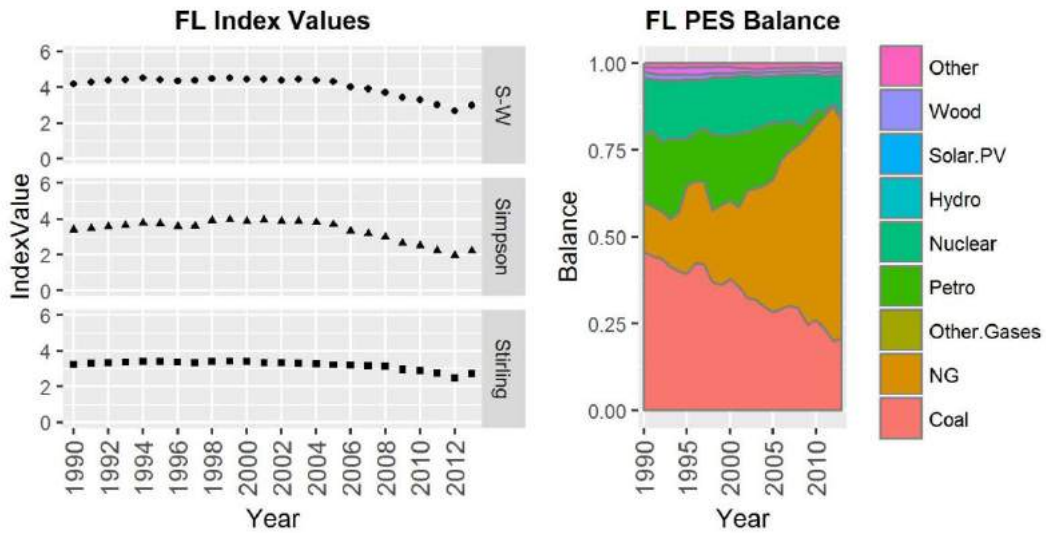 FL Index Values
IndexValue
6
4
2
0
S-W
6
4
2
0
Simpson
6
4
2
0
Stirling
1990
1992
1994
1996
1998
2000
2002
2004
2006
2008
2010
2012
Year
FL PES Balance
Balance
1.00
0.75
0.50
0.25
0.00
1990
1995
2000
2005
2010
Year
Other
Wood
Solar.PV
Hydro
Nuclear
Petro
Other.Gases
NG
Coal